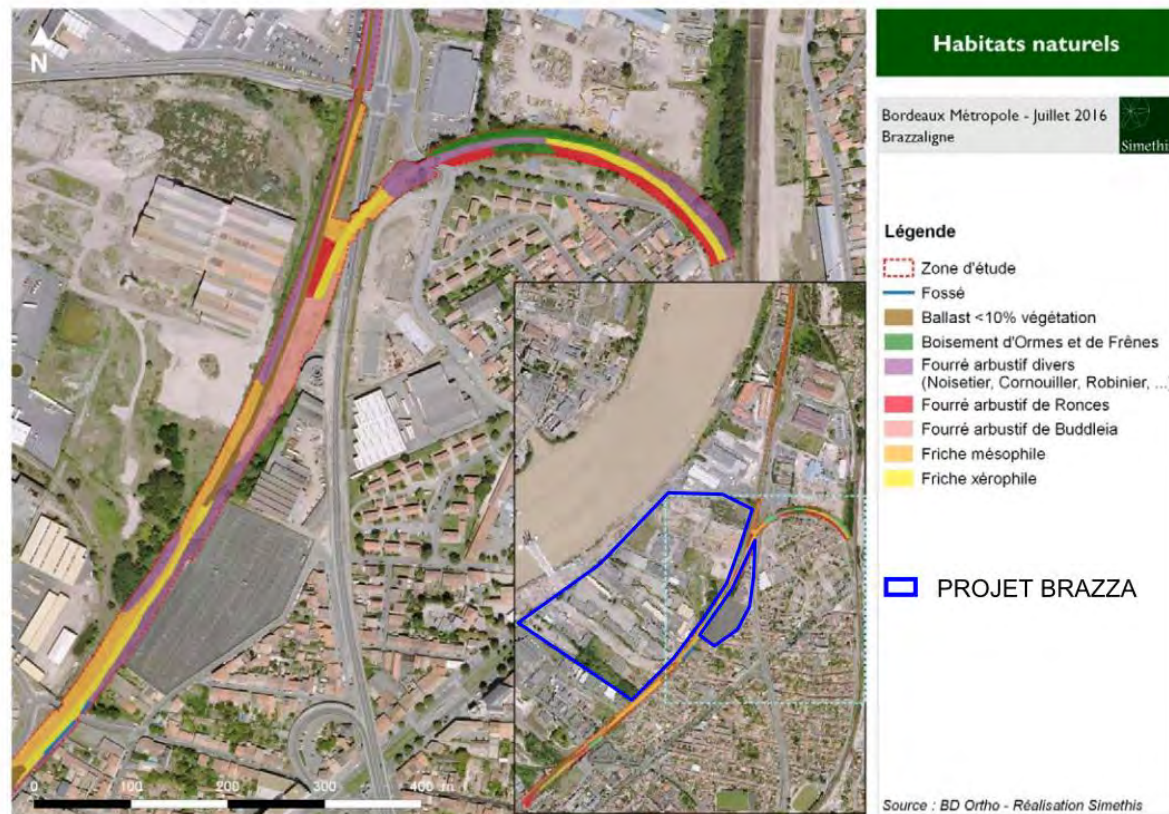 N
Habitats naturels
Bordeaux Métropole - Juillet 2016
Brazzaligne
Simethis
Légende
Zone d'étude
Fossé
Ballast <10% végétation
Boisement d'Ormes et de Frênes
Fourré arbustif divers
(Noisetier, Cornouiller, Robinier, ...)
Fourré arbustif de Ronces
Fourré arbustif de Buddleia
Friche mésophile
Friche xérophile
PROJET BRAZZA
0 100 200 300 400 m
Source : BD Ortho - Réalisation Simethis